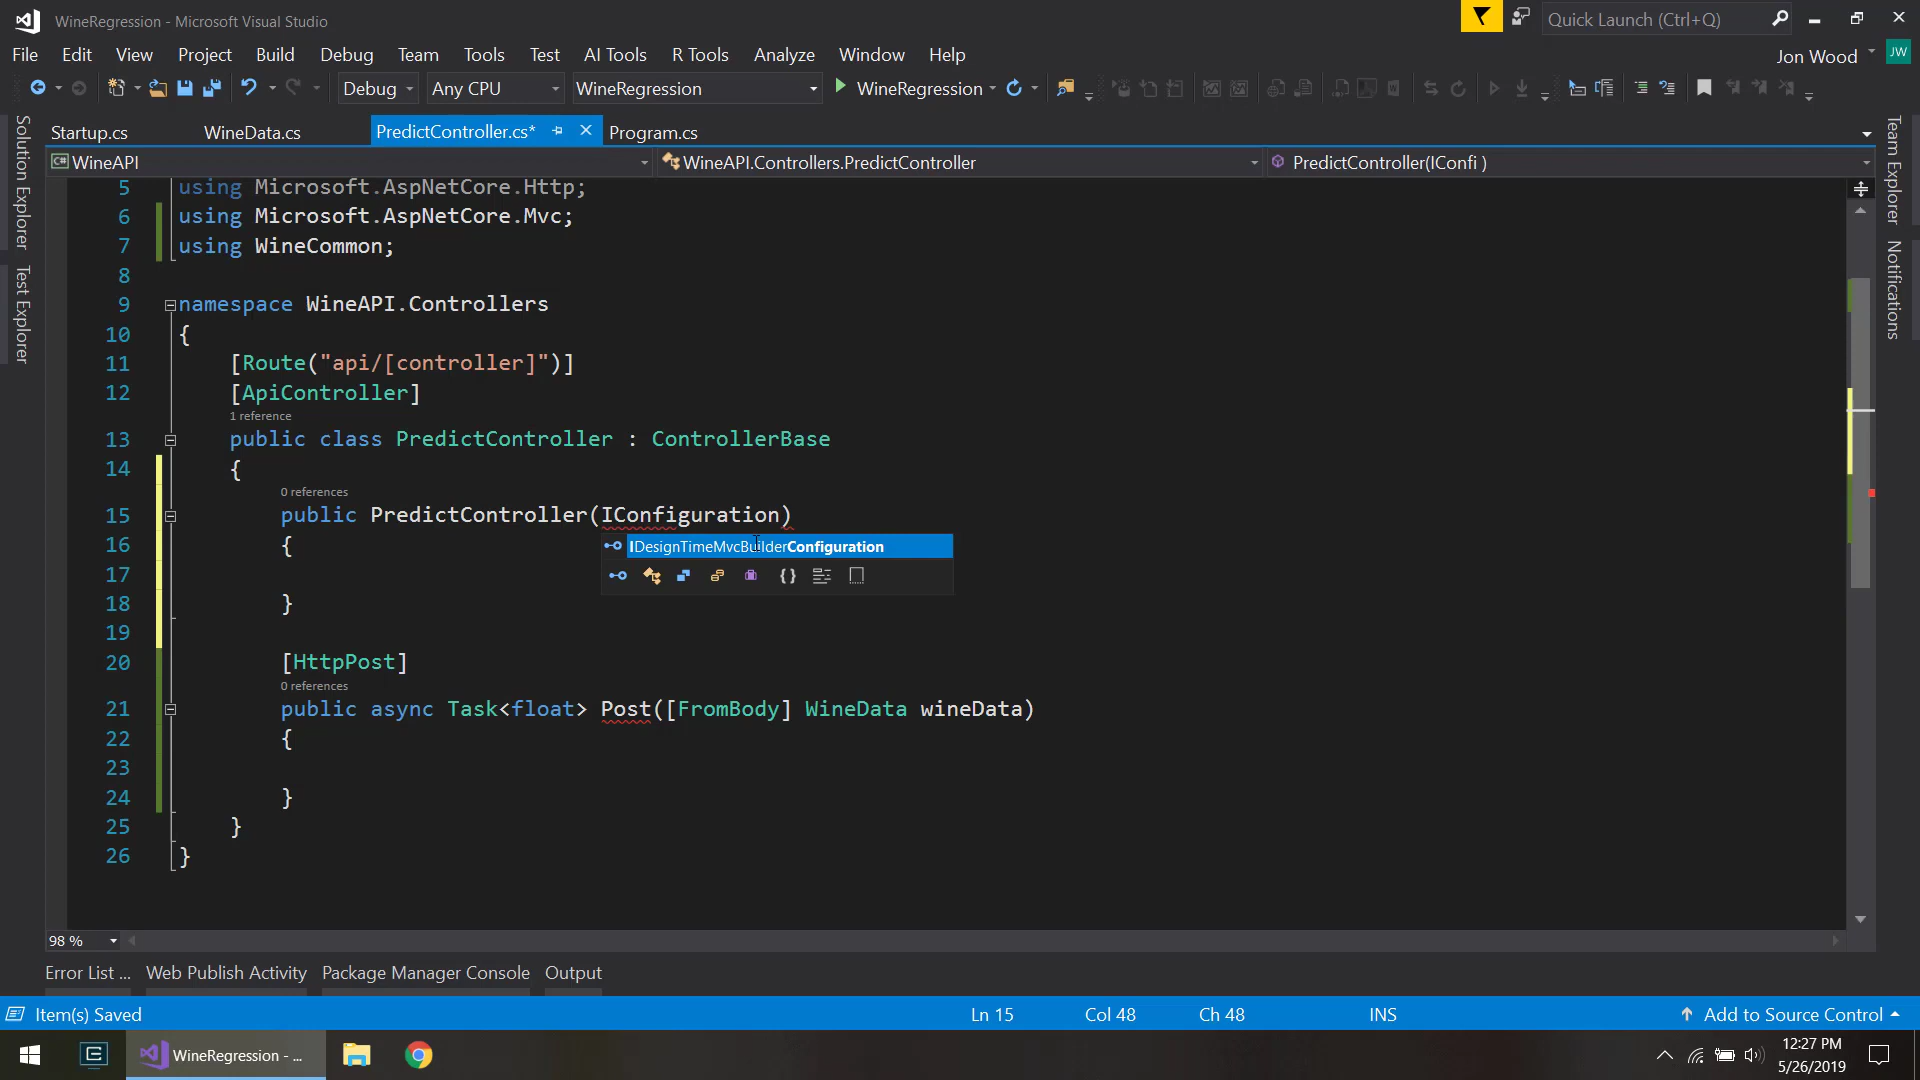 WineRegression - Microsoft Visual Studio
Quick Launch (Ctrl+Q)
File Edit View Project Build Debug Team Tools Test AI Tools R Tools Analyze Window Help
Jon Wood JW
Debug Any CPU WineRegression WineRegression
Startup.cs WineData.cs PredictController.cs* Program.cs
C# WineAPI WineAPI.Controllers.PredictController PredictController(IConfi )
Solution Explorer
Test Explorer
Team Explorer
Notifications
5 using Microsoft.AspNetCore.Http;
6 using Microsoft.AspNetCore.Mvc;
7 using WineCommon;
8
9 namespace WineAPI.Controllers
10 {
11 [Route("api/[controller]")]
12 [ApiController]
1 reference
13 public class PredictController : ControllerBase
14 {
0 references
15 public PredictController(IConfiguration)
16 {
IDesignTimeMvcBuilderConfiguration
17
18 }
19
20 [HttpPost]
0 references
21 public async Task<float> Post([FromBody] WineData wineData)
22 {
23
24 }
25 }
26 }
98 %
Error List ... Web Publish Activity Package Manager Console Output
Item(s) Saved Ln 15 Col 48 Ch 48 INS Add to Source Control
WineRegression - ...
12:27 PM
5/26/2019